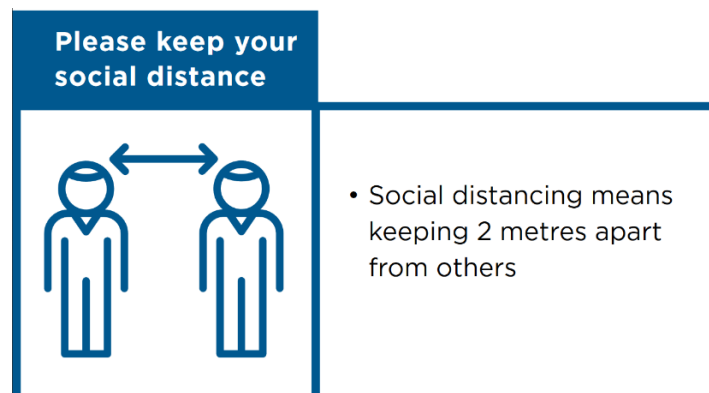 Please keep your
social distance
• Social distancing means
keeping 2 metres apart
from others